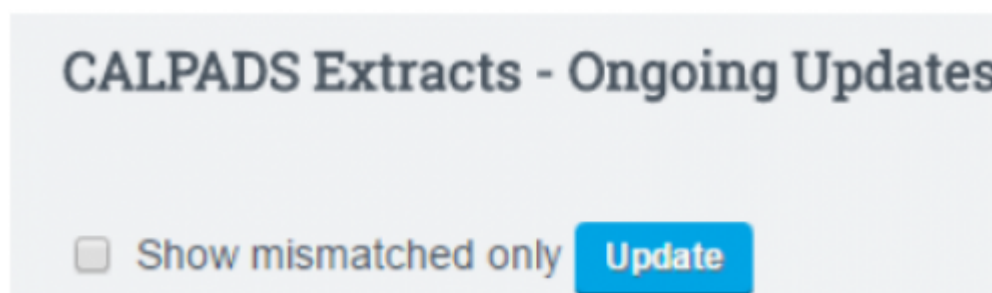 CALPADS Extracts - Ongoing Updates
Show mismatched only Update